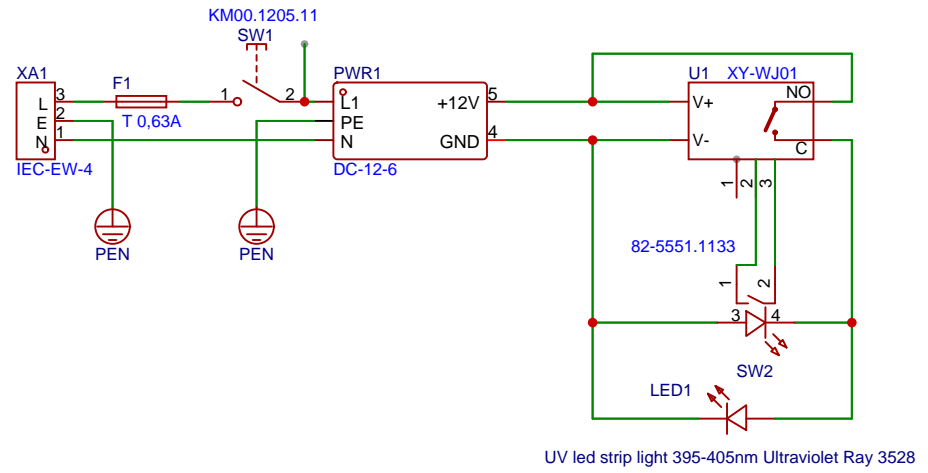 KM00.1205.11
SW1
XA1
F1
PWR1
U1 XY-WJ01
L 3
E 2
N 1
T 0,63A
IEC-EW-4
1 2
L1
PE
N
+12V 5
GND 4
DC-12-6
V+
V-
NO
C
1
2
3
PEN
PEN
82-5551.1133
1
2
3 4
SW2
LED1
UV led strip light 395-405nm Ultraviolet Ray 3528